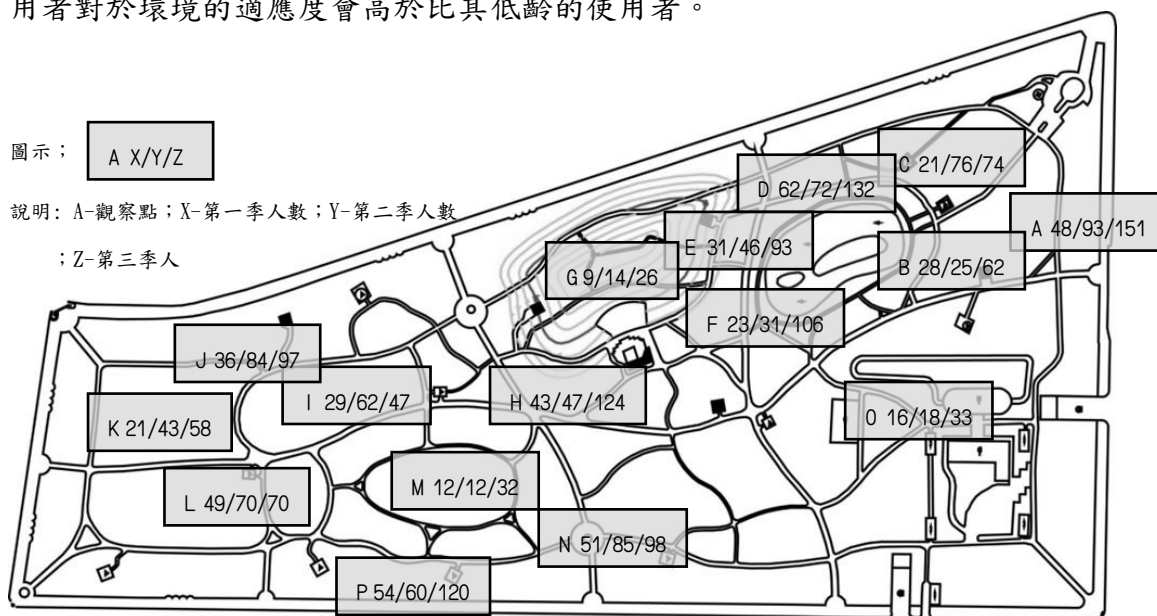 用者對於環境的適應度會高於比其低齡的使用者。
圖示；
A X/Y/Z
說明: A-觀察點；X-第一季人數；Y-第二季人數
；Z-第三季人
C 21/76/74
D 62/72/132
A 48/93/151
E 31/46/93
B 28/25/62
G 9/14/26
F 23/31/106
J 36/84/97
I 29/62/47
H 43/47/124
O 16/18/33
K 21/43/58
M 12/12/32
L 49/70/70
N 51/85/98
P 54/60/120